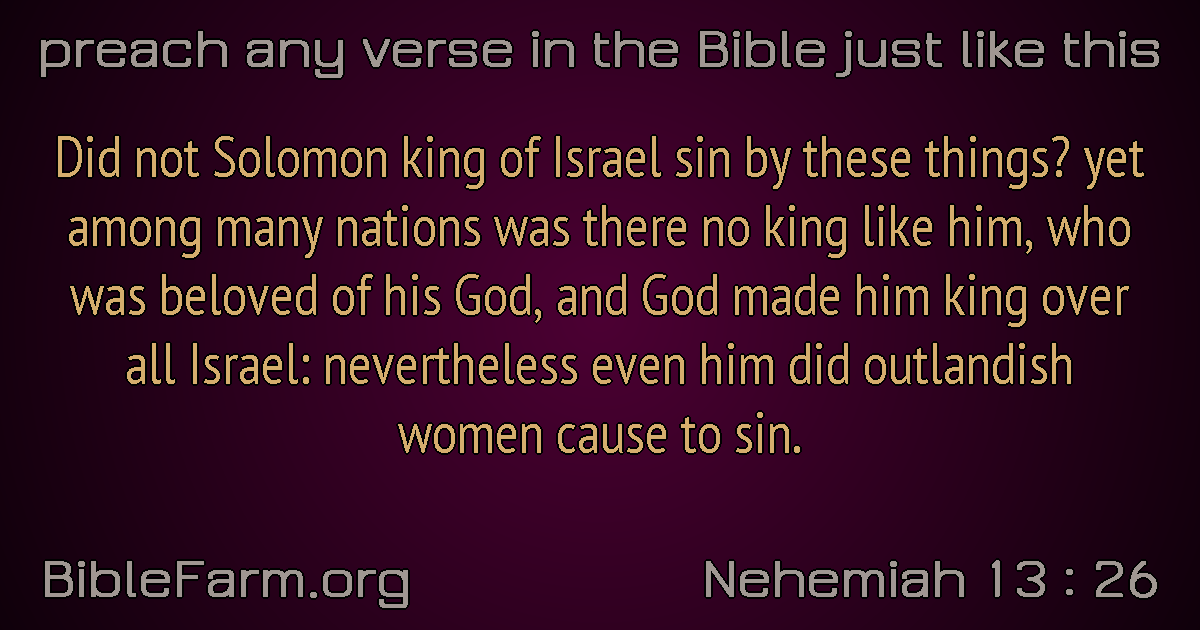 preach any verse in the Bible just like this
Did not Solomon king of Israel sin by these things? yet
among many nations was there no king like him, who
was beloved of his God, and God made him king over
all Israel: nevertheless even him did outlandish
women cause to sin.
BibleFarm.org
Nehemiah 13 : 26